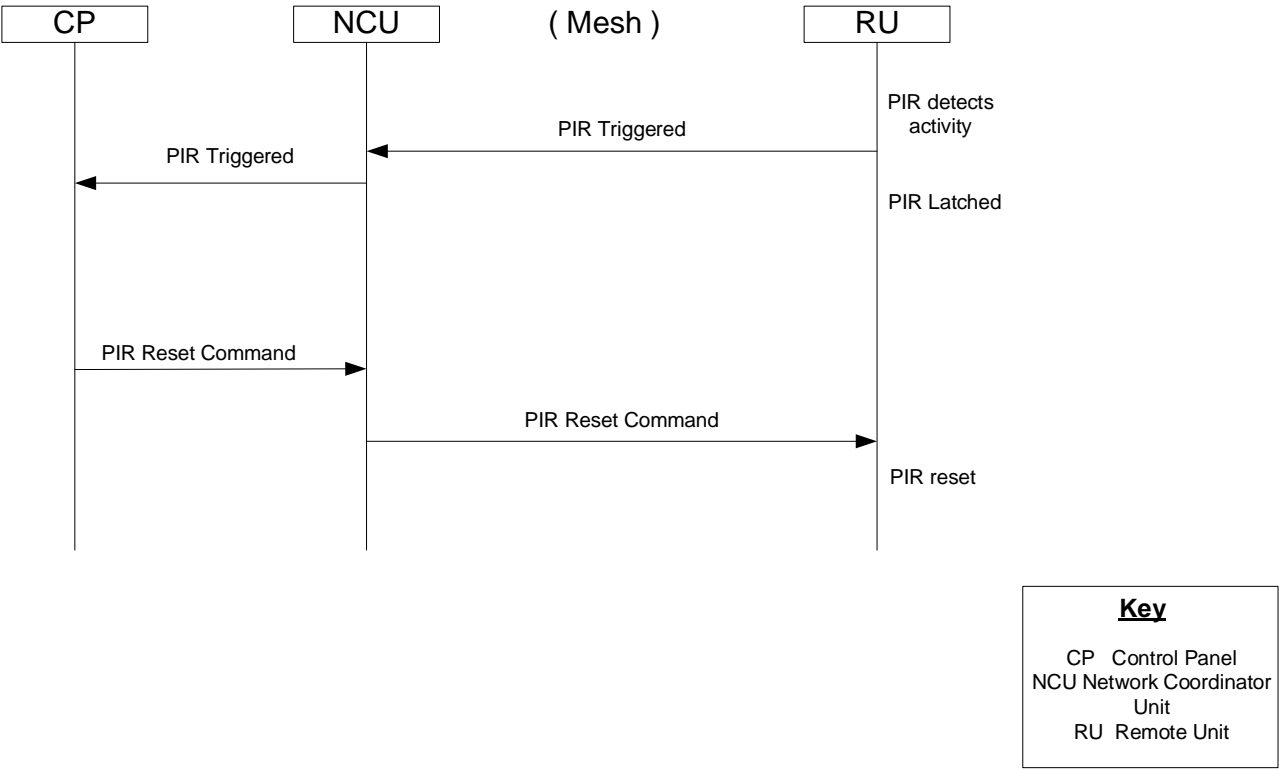 CP
NCU
( Mesh )
RU
PIR detects
activity
PIR Triggered
PIR Triggered
PIR Latched
PIR Reset Command
PIR Reset Command
PIR reset
Key
CP Control Panel
NCU Network Coordinator
Unit
RU Remote Unit